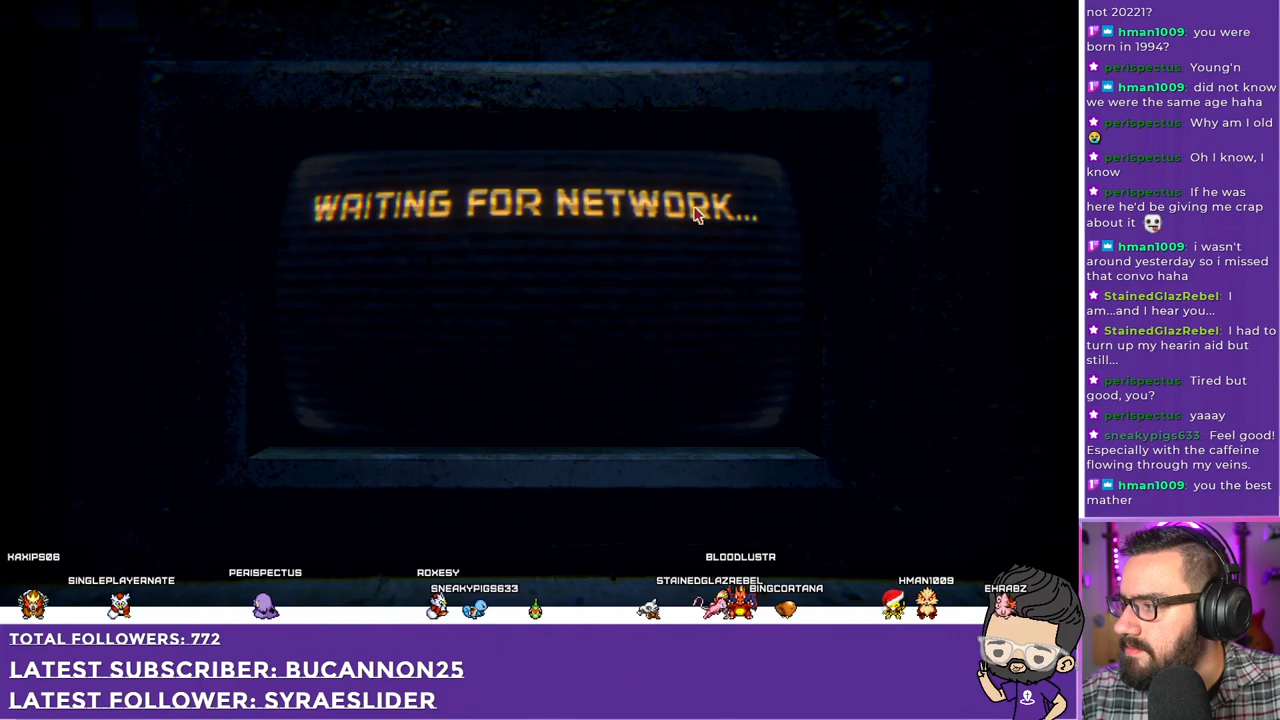 WAITING FOR NETWORK...
not 20221?
hman1009: you were
born in 1994?
perispectus: Young'n
hman1009: did not know
we were the same age haha
perispectus: Why am I old
perispectus: Oh I know, I
know
perispectus: If he was
here he'd be giving me crap
about it
hman1009: i wasn't
around yesterday so i missed
that convo haha
StainedGlazRebel: I
am...and I hear you...
StainedGlazRebel: I had to
turn up my hearin aid but
still...
perispectus: Tired but
good, you?
perispectus: yaaay
sneakypigs633: Feel good!
Especially with the caffeine
flowing through my veins.
hman1009: you the best
mather
KAXIPS06
SINGLEPLAYERNATE
PERISPECTUS
ROXESY
SNEAKYPIGS633
BLOODLUSTR
STAINEDGLAZREBEL
BINGCORTANA
HMAN1009
EHRABZ
TOTAL FOLLOWERS: 772
LATEST SUBSCRIBER: BUCANNON25
LATEST FOLLOWER: SYRAESLIDER